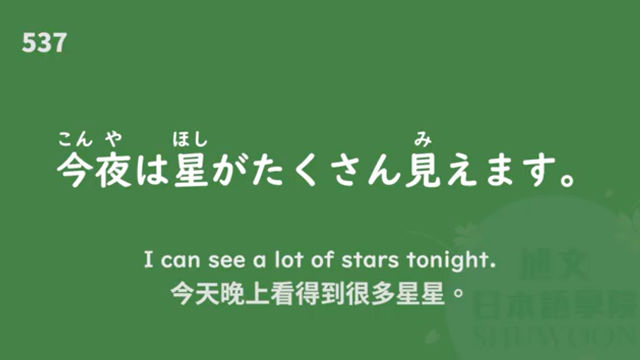 537
こんや ほし み
今夜は星がたくさん見えます。
I can see a lot of stars tonight.
今天晚上看得到很多星星。
旭文
日本語學院
SHUWOON